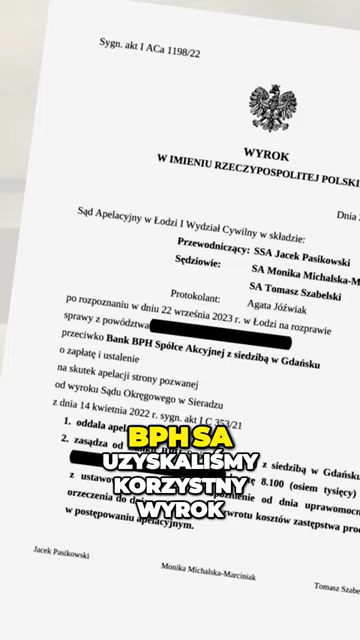 Sygn. akt I ACa 1198/22
WYROK
W IMIENIU RZECZYPOSPOLITEJ POLSKI
Dnia 2
Sąd Apelacyjny w Łodzi I Wydział Cywilny w składzie:
Przewodniczący: SSA Jacek Pasikowski
Sędziowie: SA Monika Michalska-M
SA Tomasz Szabelski
Protokolant: Agata Jóźwiak
po rozpoznaniu w dniu 22 września 2023 r. w Łodzi na rozprawie
sprawy z powództwa
przeciwko Bank BPH Spółce Akcyjnej z siedzibą w Gdańsku
o zapłatę i ustalenie
na skutek apelacji strony pozwanej
od wyroku Sądu Okręgowego w Sieradzu
z dnia 14 kwietnia 2022 r. sygn. akt I C 353/21
1. oddala
2. zasądza od z siedzibą w Gdańsku
8.100 (osiem tysięcy)
z od dnia uprawomoc
orzeczenia do zwrotu kosztów zastępstwa pro
w postępowaniu apelacyjnym.
BPH SA
UZYSKALIŚMY
KORZYSTNY
WYROK
Jacek Pasikowski
Monika Michalska-Marciniak
Tomasz Szabe